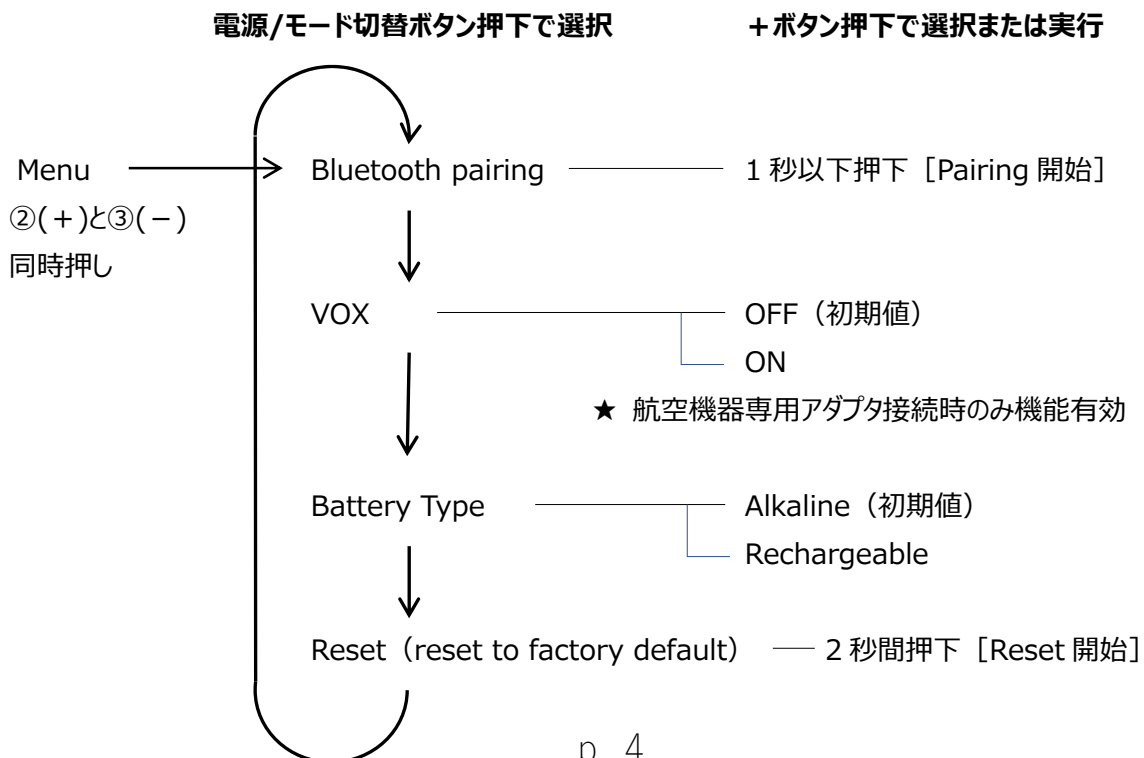 電源/モード切替ボタン押下で選択
+ボタン押下で選択または実行
Menu
②(+)と③(-)
同時押し
Bluetooth pairing
1 秒以下押下［Pairing 開始］
VOX
OFF（初期値）
ON
★ 航空機器専用アダプタ接続時のみ機能有効
Battery Type
Alkaline（初期値）
Rechargeable
Reset（reset to factory default）
2 秒間押下［Reset 開始］
p. 4